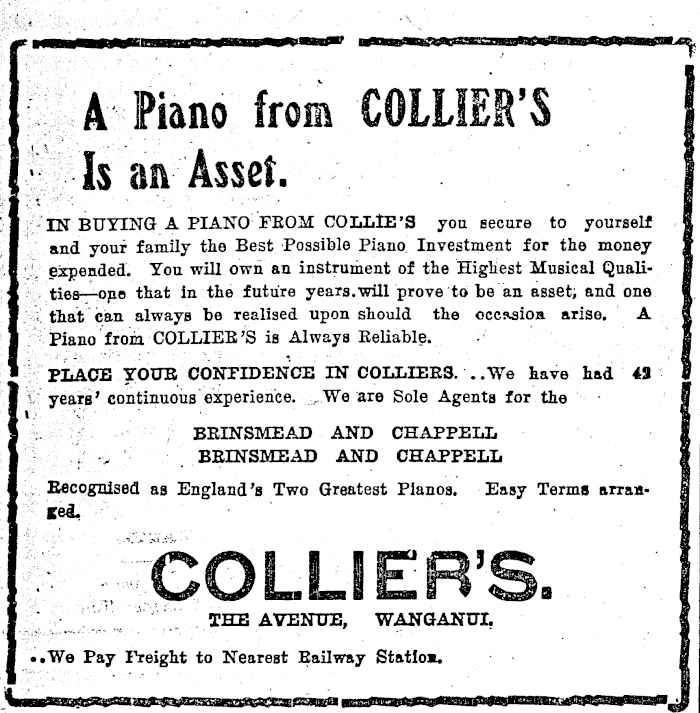 A Piano from COLLIER'S
Is an Asset.
IN BUYING A PIANO FROM COLLIE'S you secure to yourself
and your family the Best Possible Piano Investment for the money
expended. You will own an instrument of the Highest Musical Quali-
ties—one that in the future years.will prove to be an asset, and one
that can always be realised upon should the occasion arise. A
Piano from COLLIER'S is Always Reliable.
PLACE YOUR CONFIDENCE IN COLLIERS. ..We have had 42
years' continuous experience. We are Sole Agents for the
BRINSMEAD AND CHAPPELL
BRINSMEAD AND CHAPPELL
Recognised as England's Two Greatest Pianos. Easy Terms arran-
ged.
COLLIER'S.
THE AVENUE, WANGANUI.
..We Pay Freight to Nearest Railway Station.